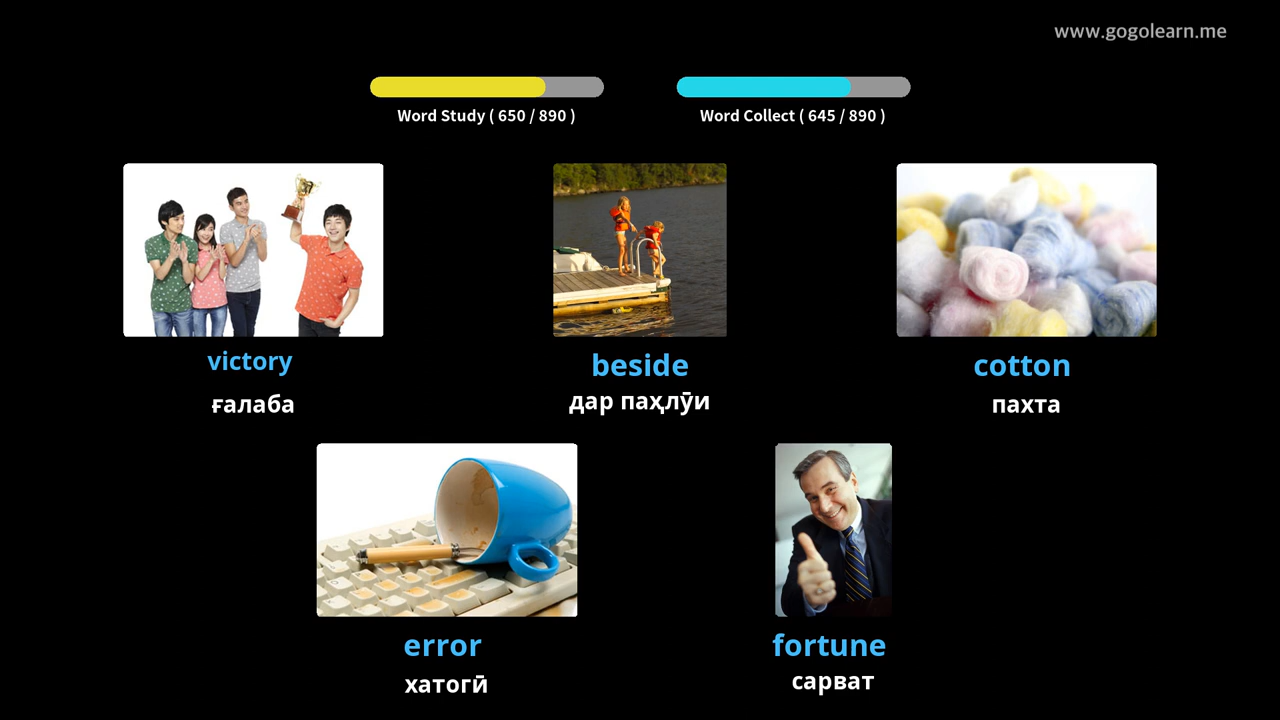 www.gogolearn.me
Word Study ( 650 / 890 )
Word Collect ( 645 / 890 )
victory
ғалаба
beside
дар паҳлӯи
cotton
пахта
error
хатогӣ
fortune
сарват